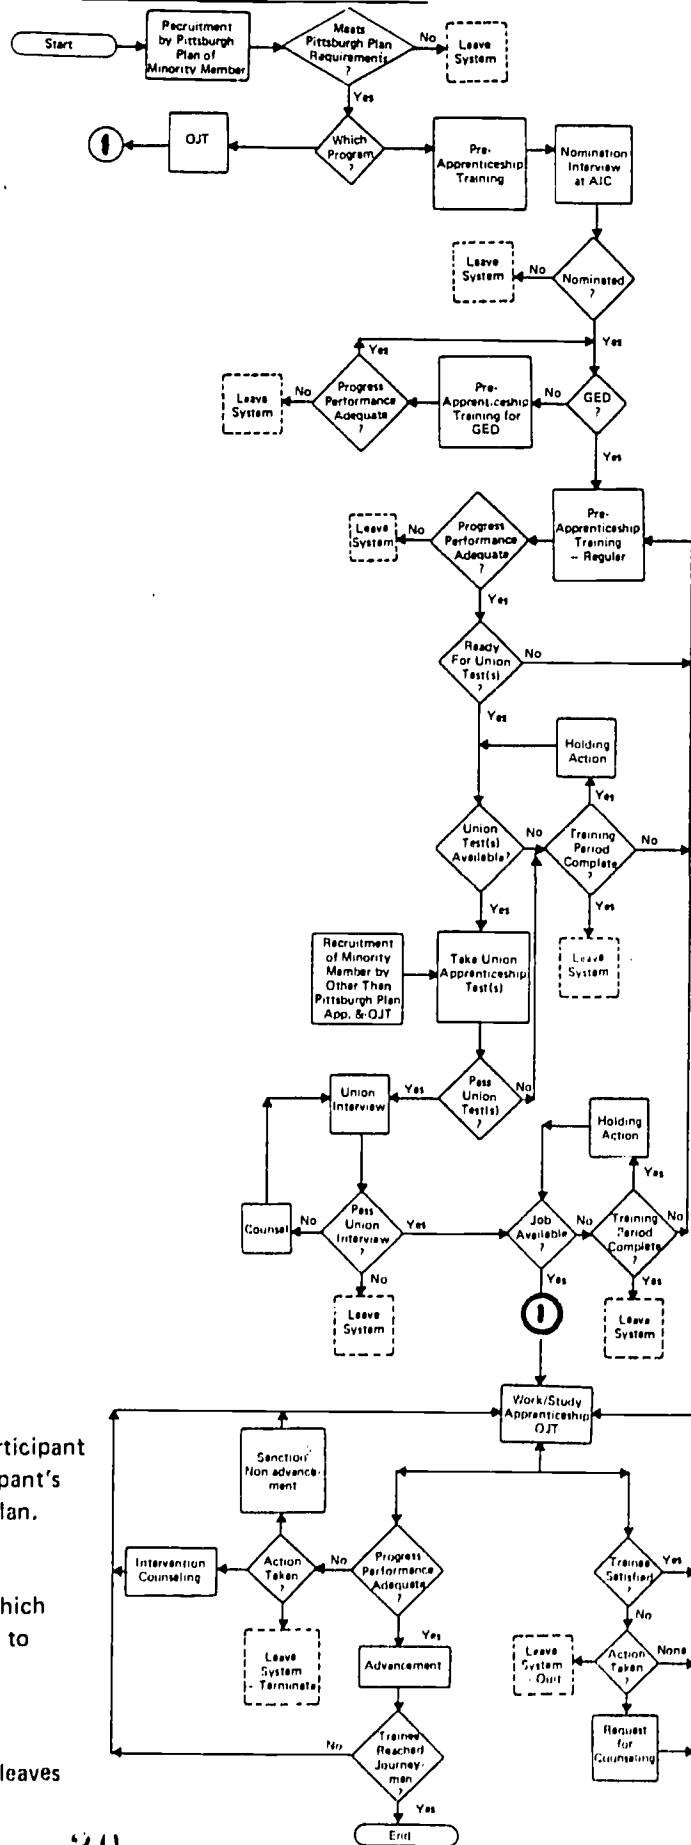 Start
Recruitment
by Pittsburgh
Plan of
Minority Member
Meets
Pittsburgh Plan
Requirements
?
No
Leave
System
Yes
1
OJT
Which
Program
?
Pre-
Apprenticeship
Training
Nomination
Interview
at AIC
Leave
System
No
Nominated
?
Yes
Yes
Leave
System
No
Progress
Performance
Adequate
?
Pre-
Apprenticeship
Training for
GED
No
GED
?
Yes
Leave
System
No
Progress
Performance
Adequate
?
Pre-
Apprenticeship
Training
- Regular
Yes
Ready
For Union
Test(s)
?
No
Yes
Holding
Action
Yes
Union
Test(s)
Available?
No
Training
Period
Complete
?
No
Yes
Yes
Leave
System
Recruitment
of Minority
Member by
Other Than
Pittsburgh Plan
App. & OJT
Take Union
Apprenticeship
Test(s)
Union
Interview
Yes
Pass
Union
Test(s)
?
No
Holding
Action
Yes
Counsel
No
Pass
Union
Interview
?
Yes
Job
Available
?
No
Training
Period
Complete
?
No
No
Yes
Yes
Leave
System
1
Leave
System
Work/Study
Apprenticeship
OJT
rticipant
pant's
lan.
Sanction
Non advance-
ment
Intervention
Counseling
Action
Taken
?
No
Progress
Performance
Adequate
?
Trainee
Satisfied
?
Yes
hich
to
No
Leave
System
- Terminate
Yes
Advancement
Leave
System
- Quit
Action
Taken
?
None
Request
for
Counseling
No
Trainee
Reached
Journey-
man
?
leaves
Yes
End